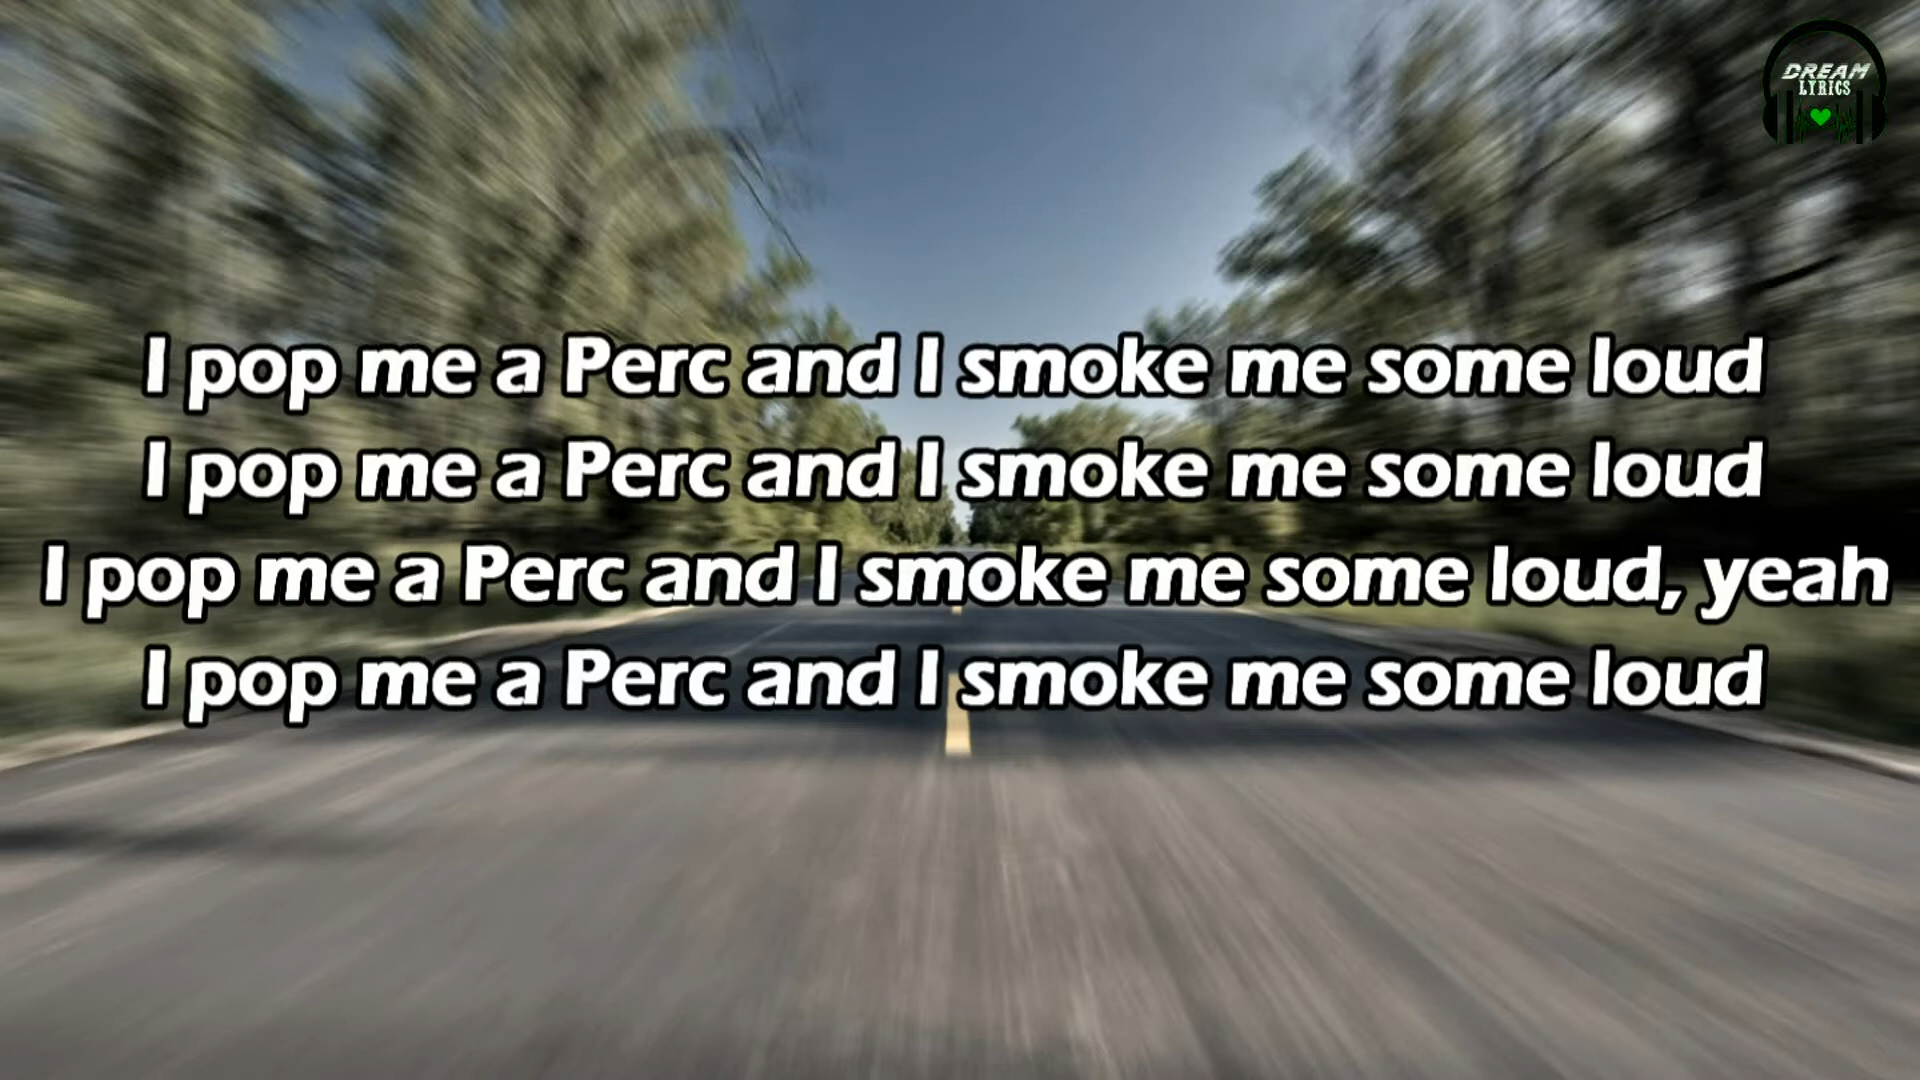 DREAM
LYRICS
I pop me a Perc and I smoke me some loud
I pop me a Perc and I smoke me some loud
I pop me a Perc and I smoke me some loud, yeah
I pop me a Perc and I smoke me some loud